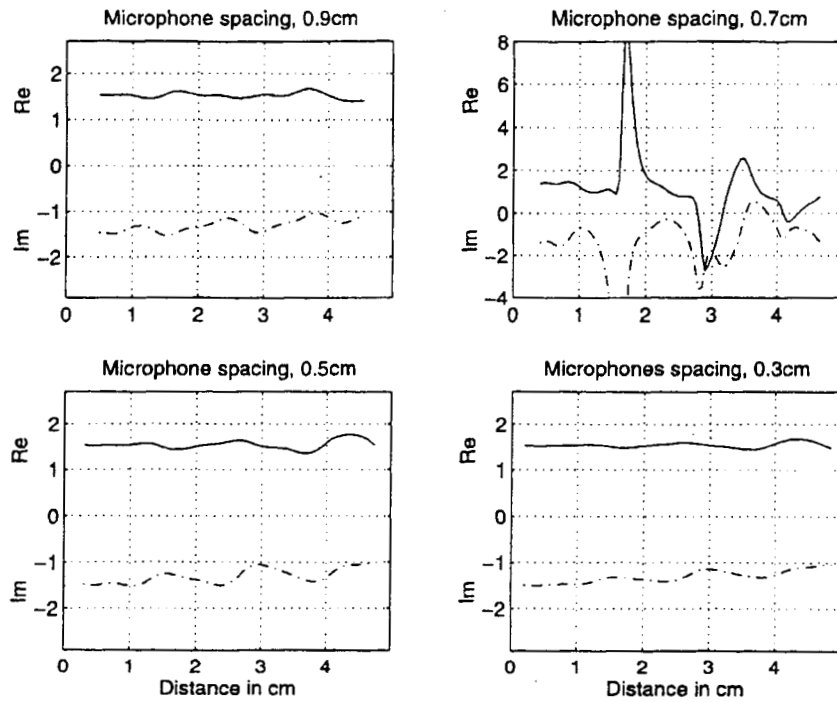 Microphone spacing, 0.9cm
2
1
0
−1
−2
Re
Im
0 1 2 3 4
Microphone spacing, 0.7cm
8
6
4
2
0
−2
−4
Re
Im
0 1 2 3 4
Microphone spacing, 0.5cm
2
1
0
−1
−2
Re
Im
0 1 2 3 4
Distance in cm
Microphones spacing, 0.3cm
2
1
0
−1
−2
Re
Im
0 1 2 3 4
Distance in cm